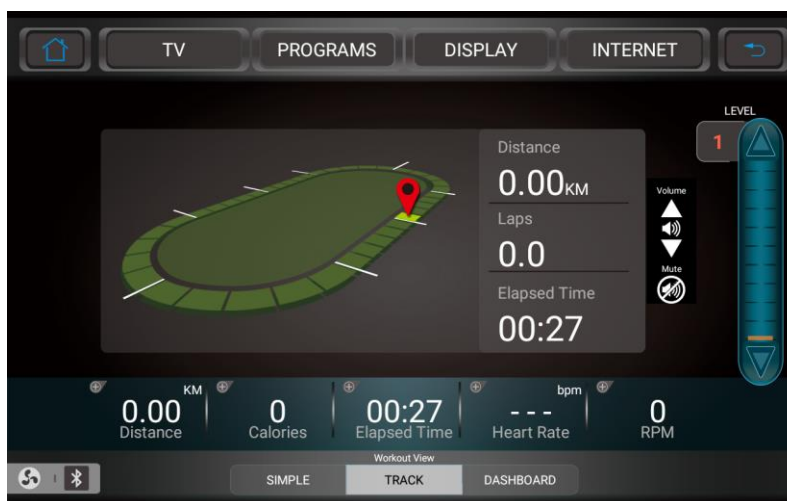 TV PROGRAMS DISPLAY INTERNET
LEVEL
1
Distance
0.00KM
Laps
0.0
Elapsed Time
00:27
Volume
Mute
KM bpm
0.00 0 00:27 --- 0
Distance Calories Elapsed Time Heart Rate RPM
Workout View
SIMPLE TRACK DASHBOARD